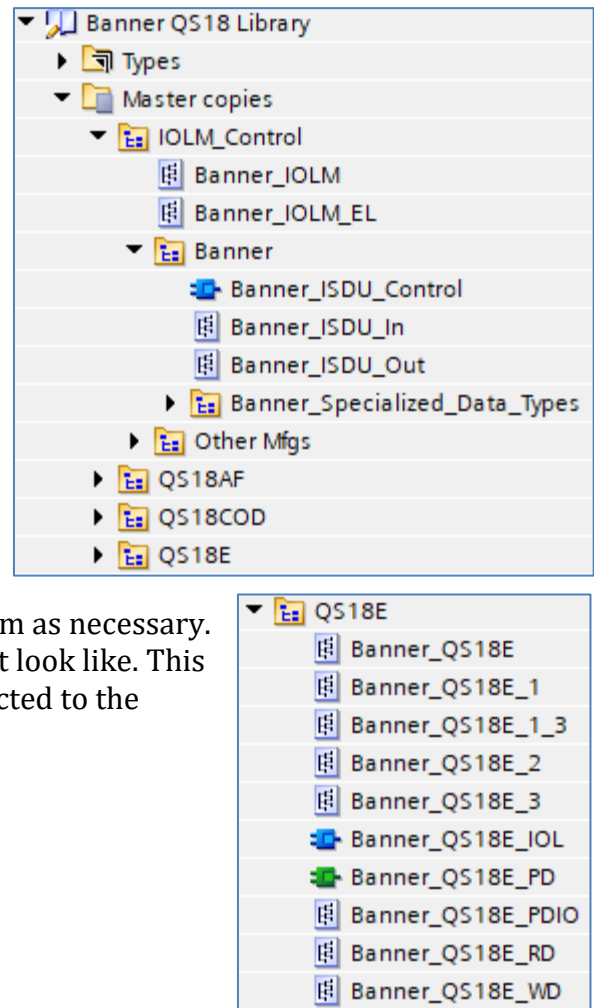 Banner QS18 Library
Types
Master copies
IOLM_Control
Banner_IOLM
Banner_IOLM_EL
Banner
Banner_ISDU_Control
Banner_ISDU_In
Banner_ISDU_Out
Banner_Specialized_Data_Types
Other Mfgs
QS18AF
QS18COD
QS18E
m as necessary.
t look like. This
cted to the
QS18E
Banner_QS18E
Banner_QS18E_1
Banner_QS18E_1_3
Banner_QS18E_2
Banner_QS18E_3
Banner_QS18E_IOL
Banner_QS18E_PD
Banner_QS18E_PDIO
Banner_QS18E_RD
Banner_QS18E_WD